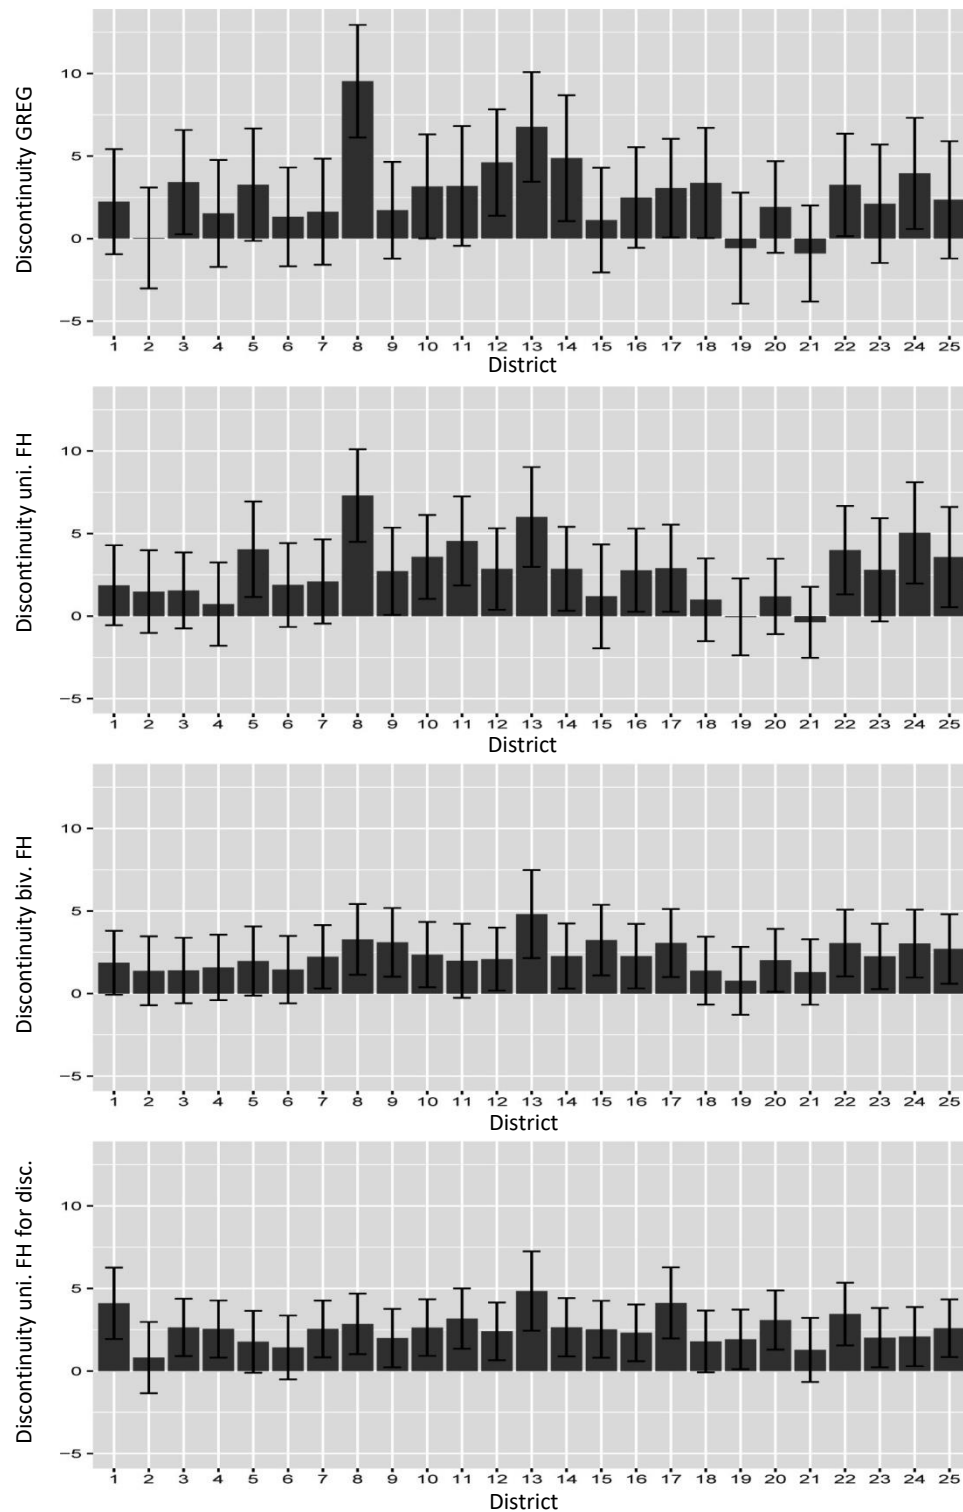 Discontinuity GREG
10
5
0
−5
1 2 3 4 5 6 7 8 9 10 11 12 13 14 15 16 17 18 19 20 21 22 23 24 25
District
Discontinuity uni. FH
10
5
0
−5
1 2 3 4 5 6 7 8 9 10 11 12 13 14 15 16 17 18 19 20 21 22 23 24 25
District
Discontinuity biv. FH
10
5
0
−5
1 2 3 4 5 6 7 8 9 10 11 12 13 14 15 16 17 18 19 20 21 22 23 24 25
District
Discontinuity uni. FH for disc.
10
5
0
−5
1 2 3 4 5 6 7 8 9 10 11 12 13 14 15 16 17 18 19 20 21 22 23 24 25
District